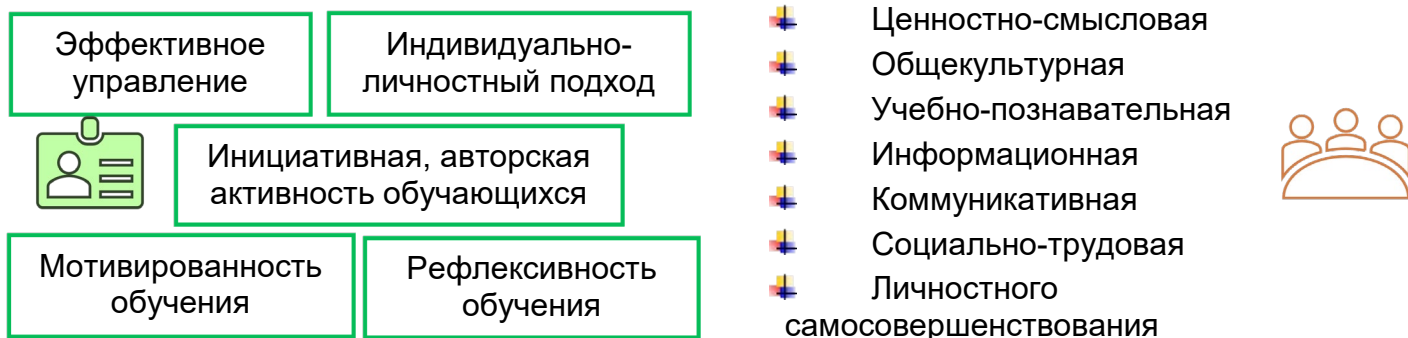 Эффективное
управление
Индивидуально-
личностный подход
Инициативная, авторская
активность обучающихся
Мотивированность
обучения
Рефлексивность
обучения
Ценностно-смысловая
Общекультурная
Учебно-познавательная
Информационная
Коммуникативная
Социально-трудовая
Личностного
самосовершенствования